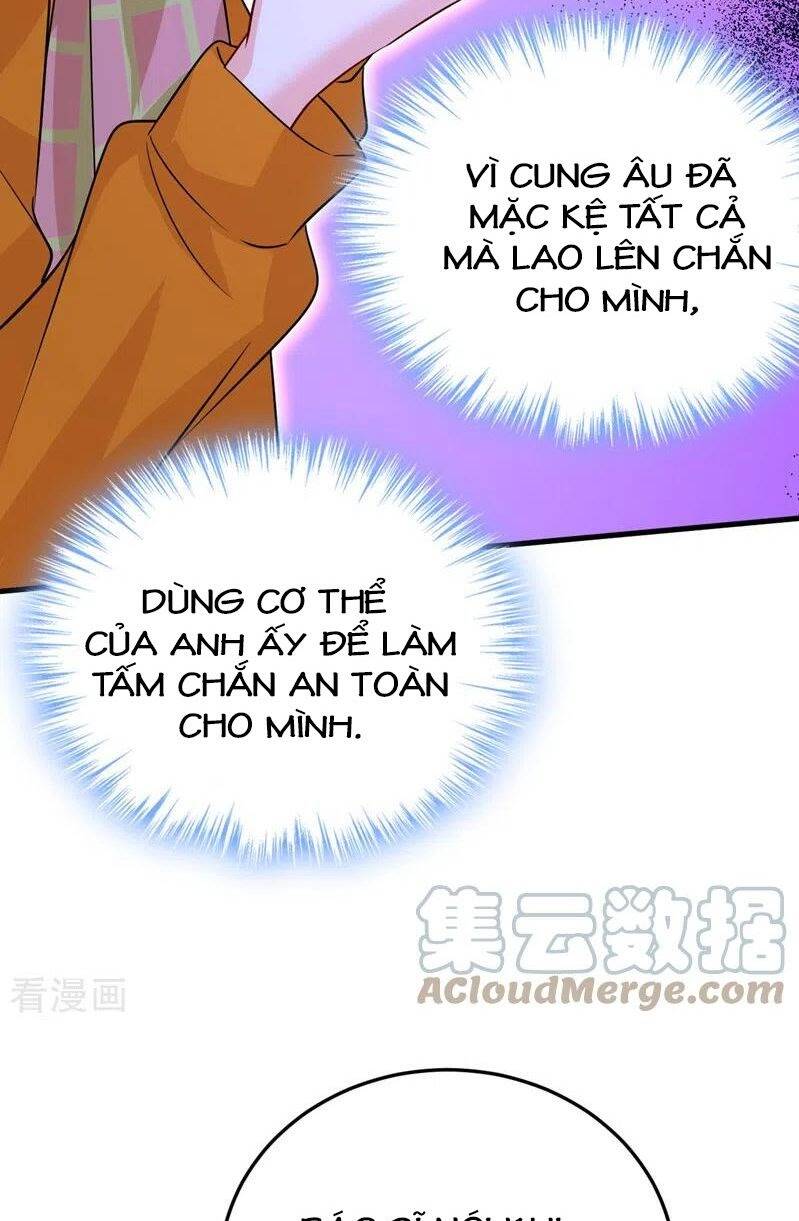 VÌ CUNG ÂU ĐÃ
MẶC KỆ TẤT CẢ
MÀ LAO LÊN CHẮN
CHO MÌNH,
DÙNG CƠ THỂ
CỦA ANH ẤY ĐỂ LÀM
TẤM CHẮN AN TOÀN
CHO MÌNH.
集云数据
ACloudMerge.com
看漫画